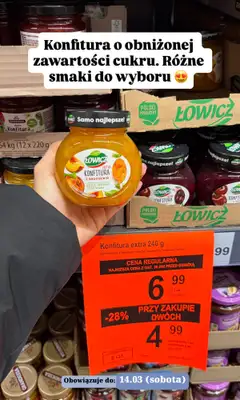 Konfitura o obniżonej
zawartości cukru. Różne
smaki do wyboru 😍
Samo najlepsze!
ŁOWICZ
KONFITURA
ŁOWICZ
ŁOWICZ
ŁOWICZ
Konfitura extra 240 g
CENA REGULARNA
6 99
-28%
PRZY ZAKUPIE
DWÓCH
4 99
Obowiązuje do: 14.03 (sobota)